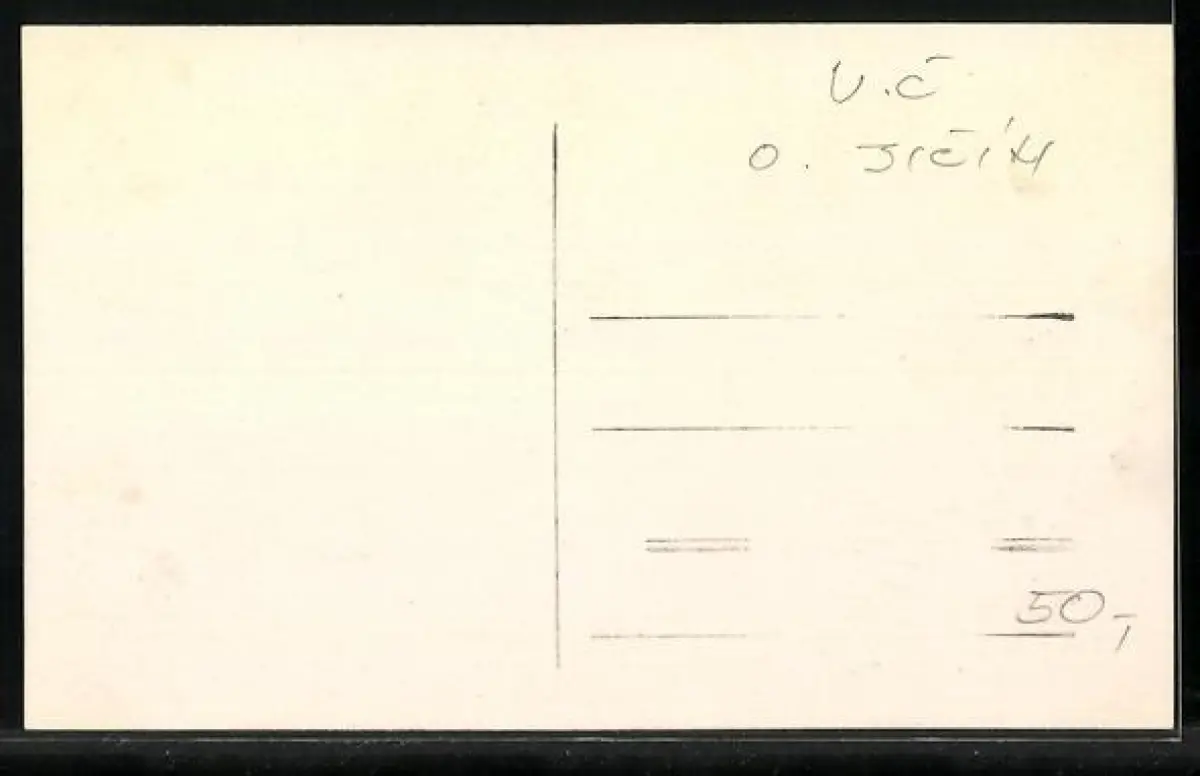 V.Č
O. JIČÍN
50,-